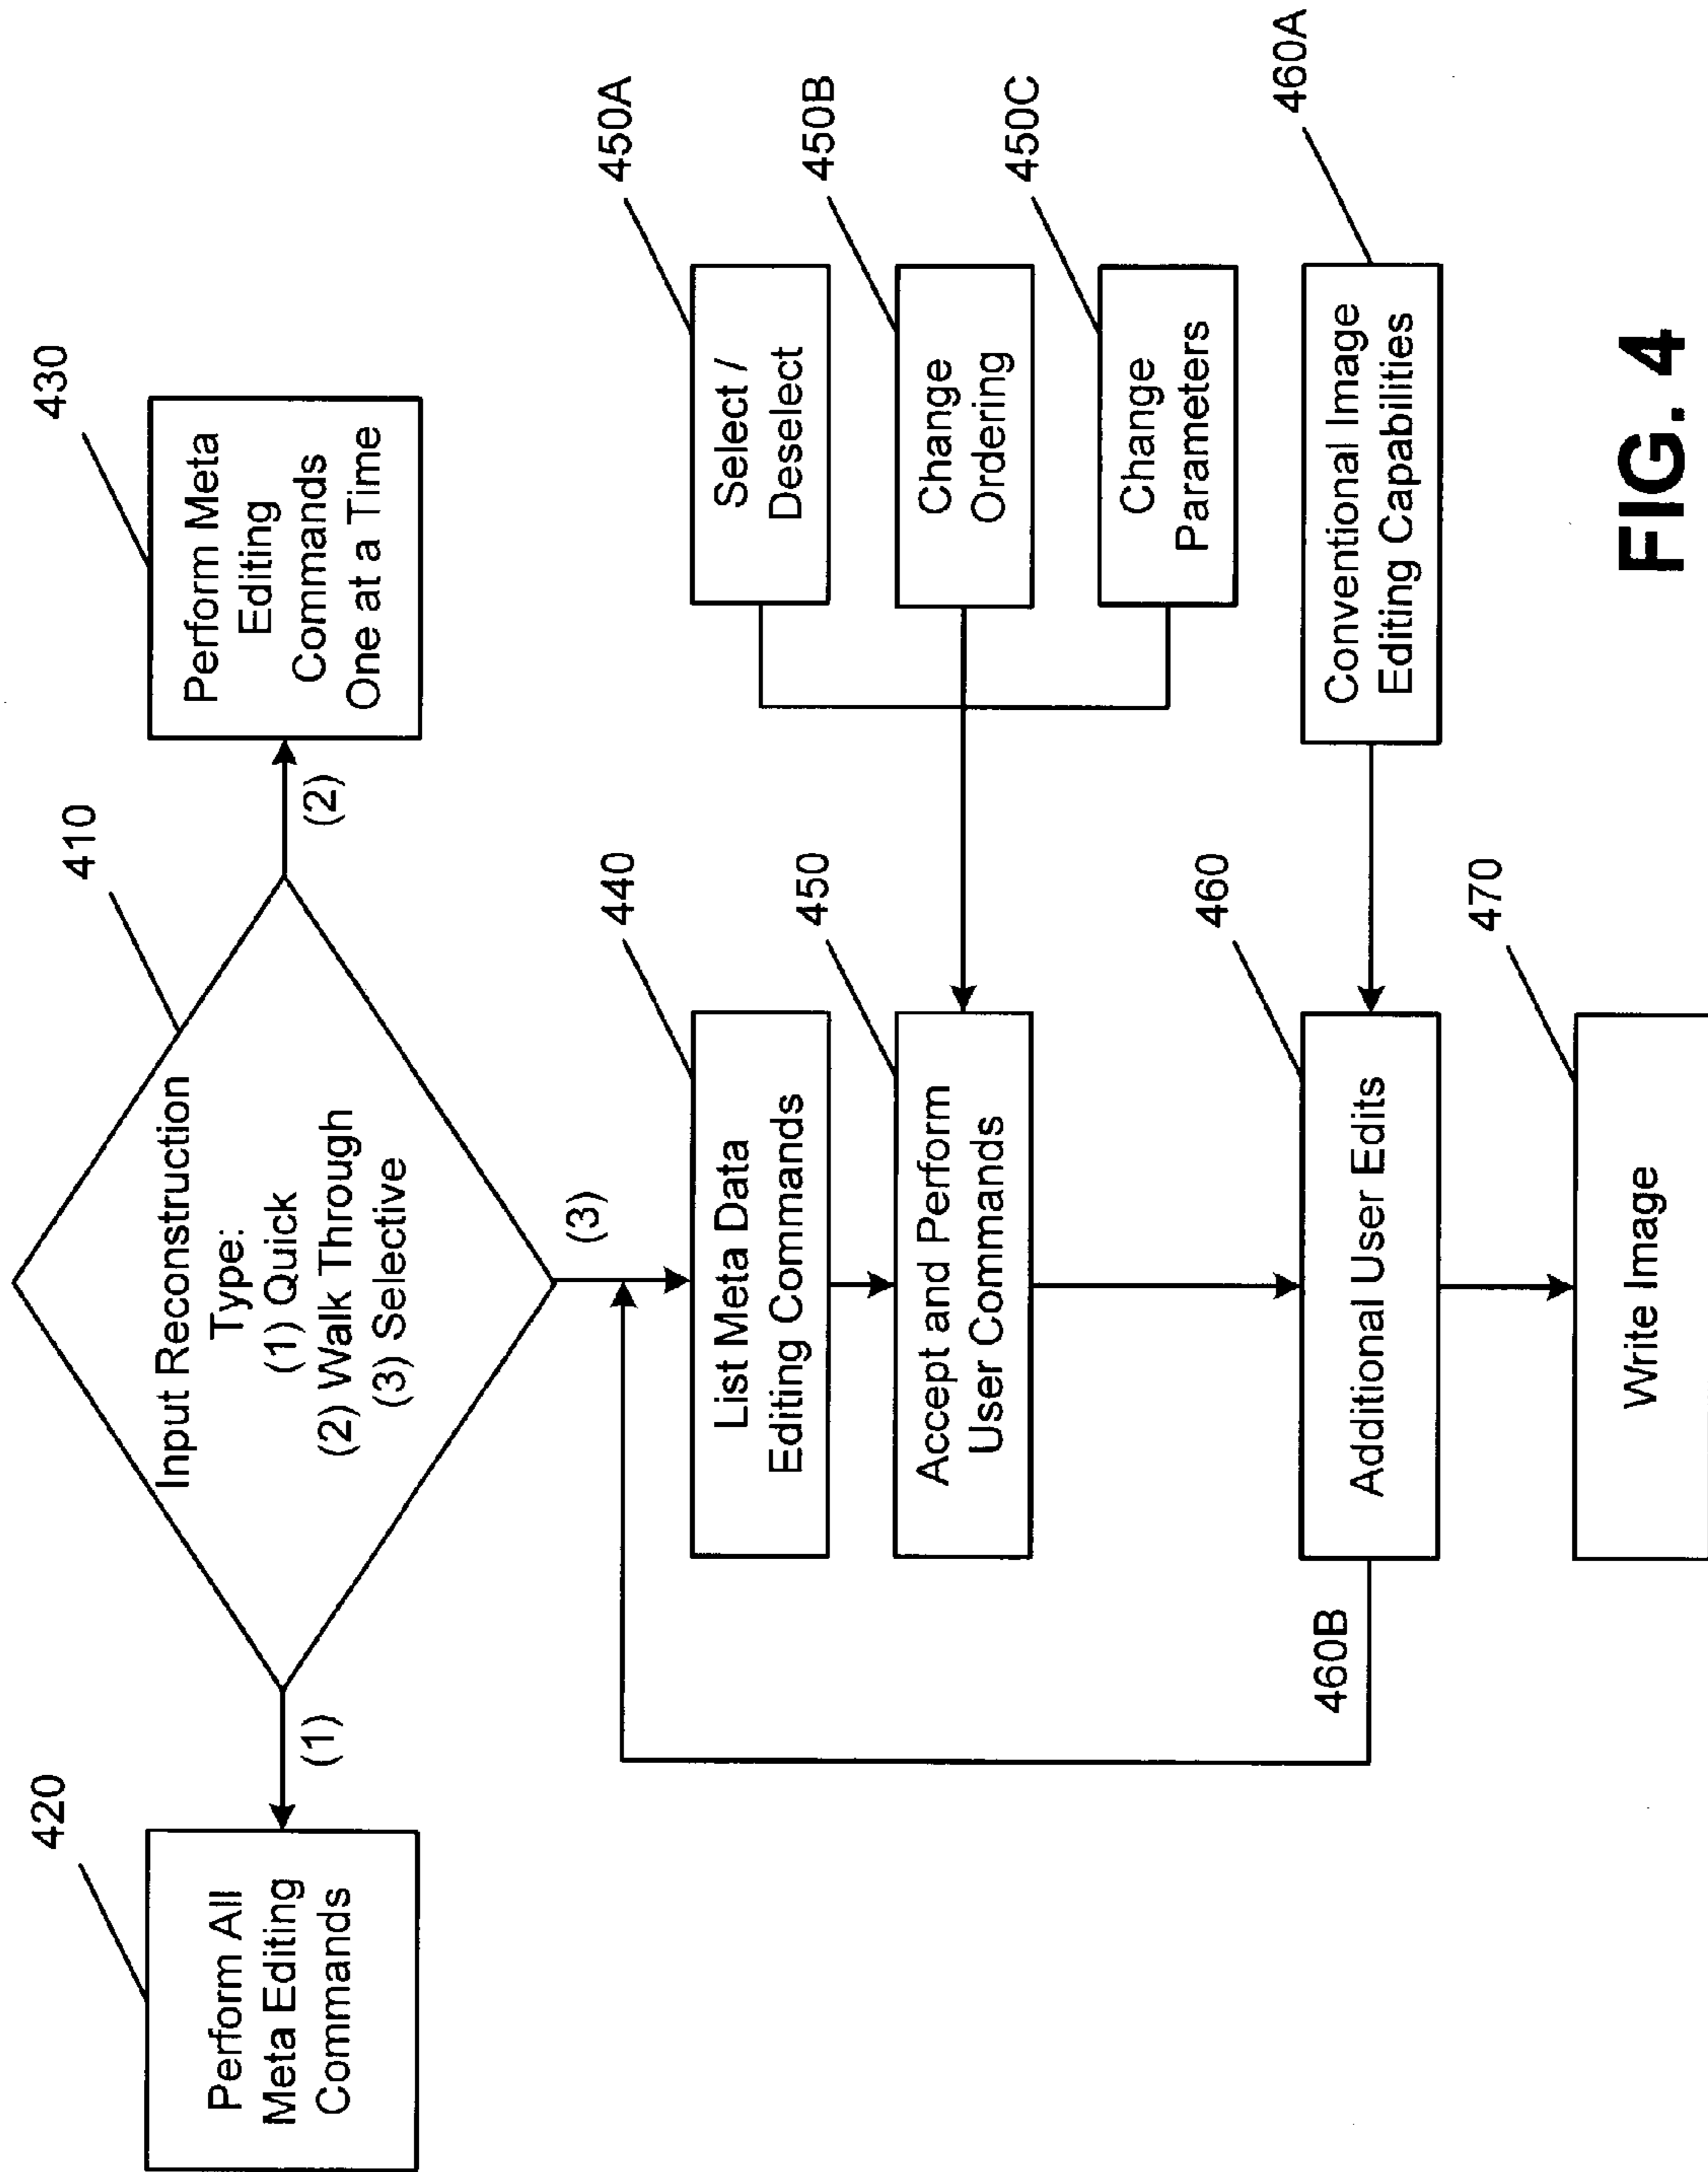 410
Input Reconstruction
Type:
(1) Quick
(2) Walk Through
(3) Selective
420
Perform All
Meta Editing
Commands
(1)
430
Perform Meta
Editing
Commands
One at a Time
(2)
(3)
440
List Meta Data
Editing Commands
450
Accept and Perform
User Commands
450A
Select /
Deselect
450B
Change
Ordering
450C
Change
Parameters
460
Additional User Edits
460A
Conventional Image
Editing Capabilities
460B
470
Write Image
FIG. 4